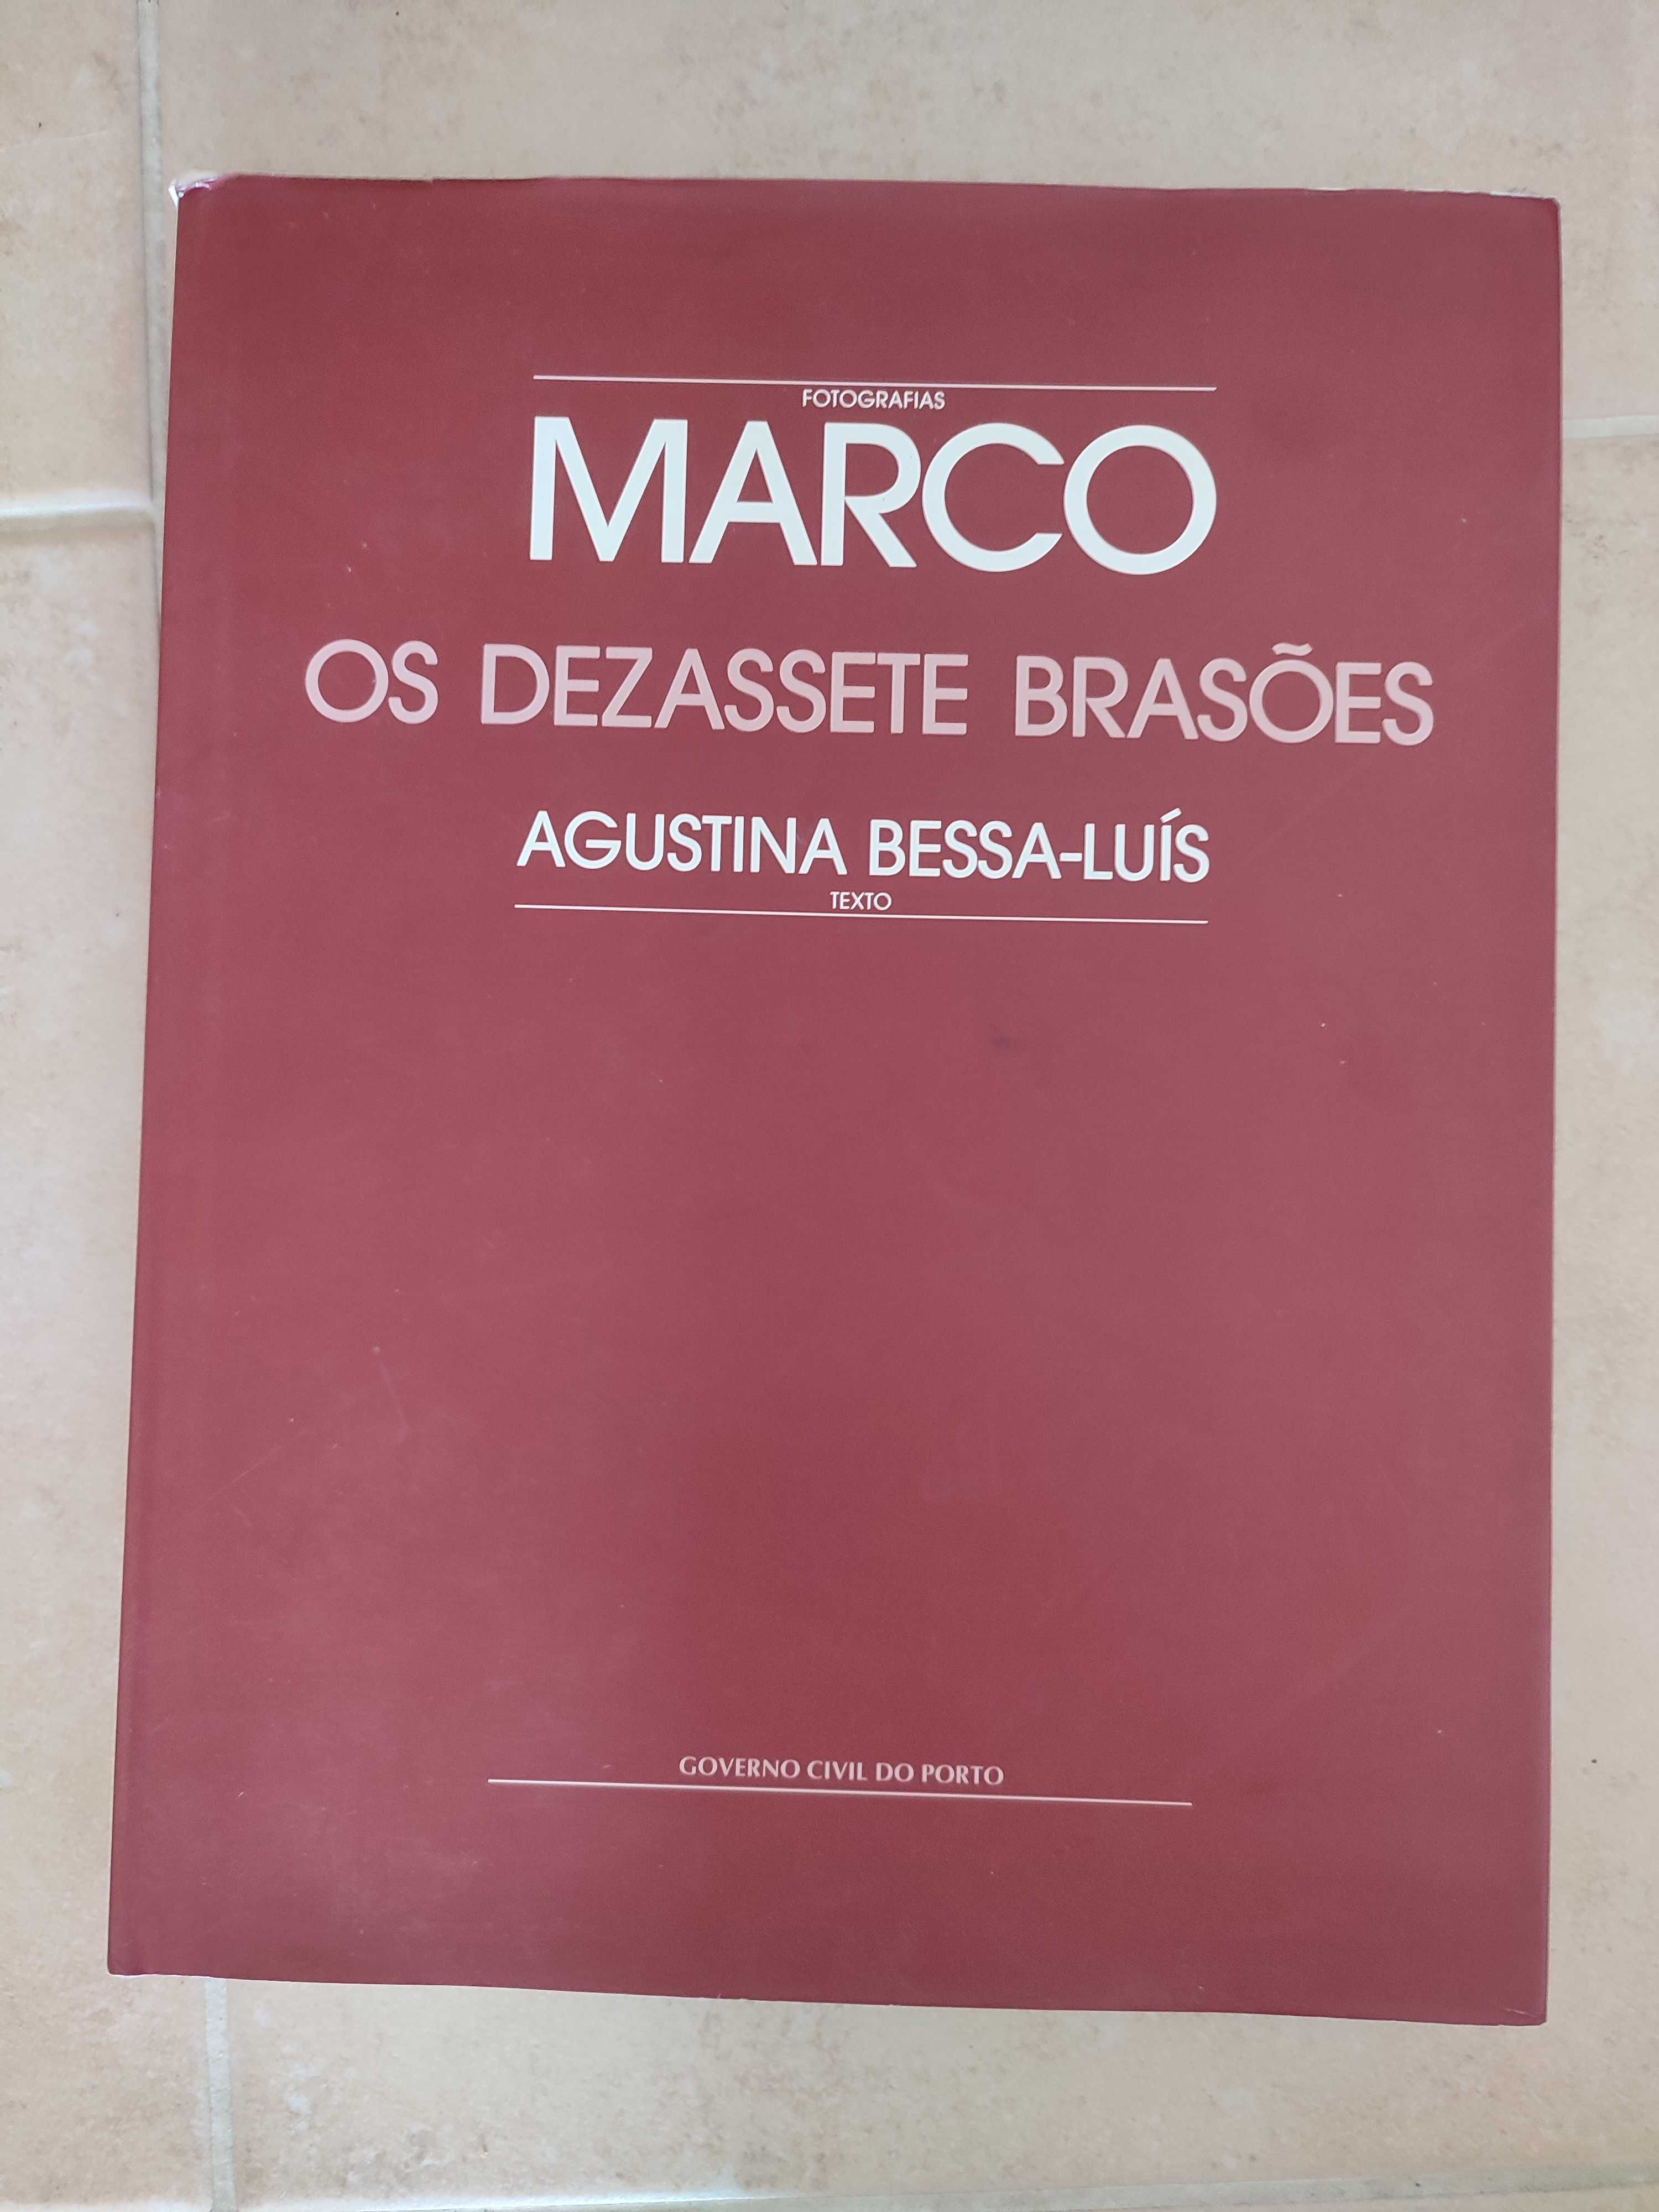 FOTOGRAFIAS
MARCO
OS DEZASSETE BRASÕES
AGUSTINA BESSA-LUÍS
TEXTO
GOVERNO CIVIL DO PORTO